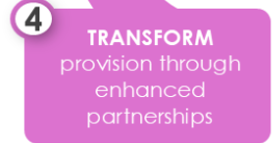 4
TRANSFORM
provision through
enhanced
partnerships